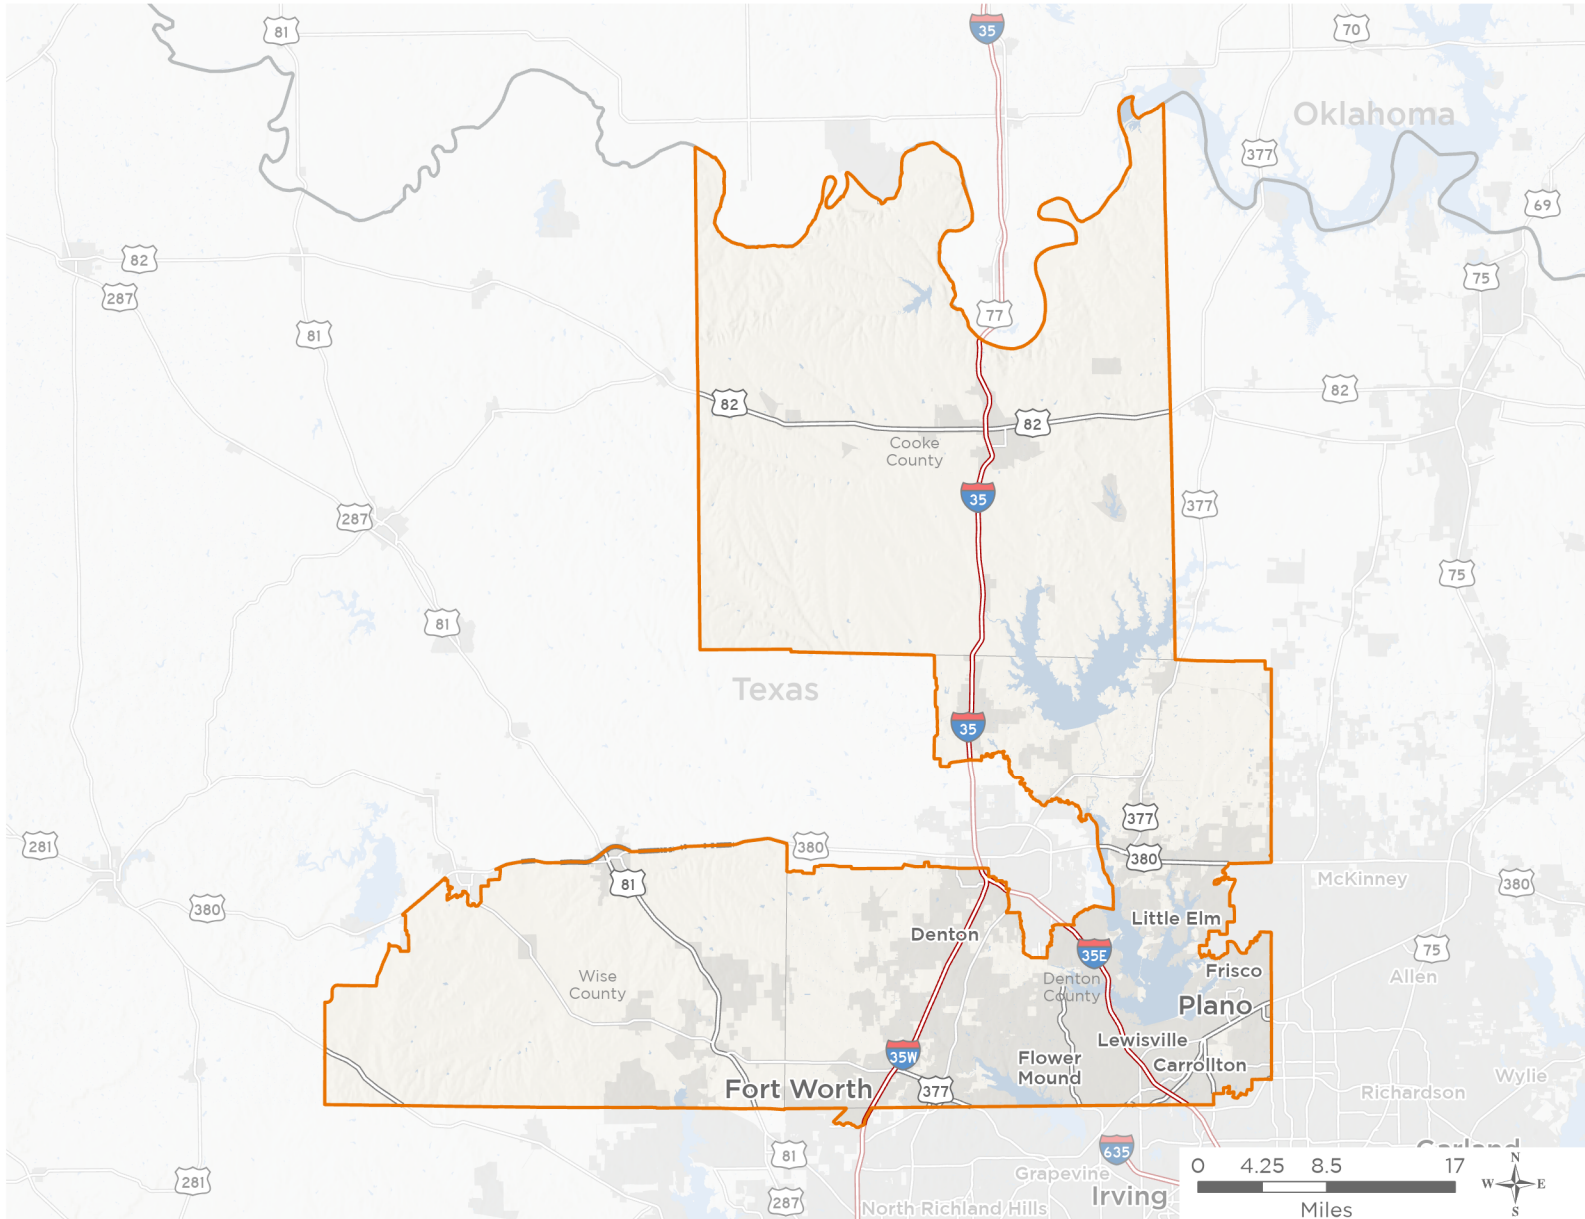 81
35
70
Oklahoma
377
69
82
287
75
77
81
82
82
82
Cooke
County
35
377
287
75
81
Texas
35
377
281
380
380
81
McKinney
380
380
Little Elm
Denton
75
35E
Frisco
Wise
County
Denton
County
Allen
Plano
Lewisville
35W
Flower
Mound
Carrollton
Wylie
Fort Worth
377
Richardson
81
635
Garland
0 4.25 8.5 17
Miles
N
W E
S
281
Grapevine
Irving
287
North Richland Hills